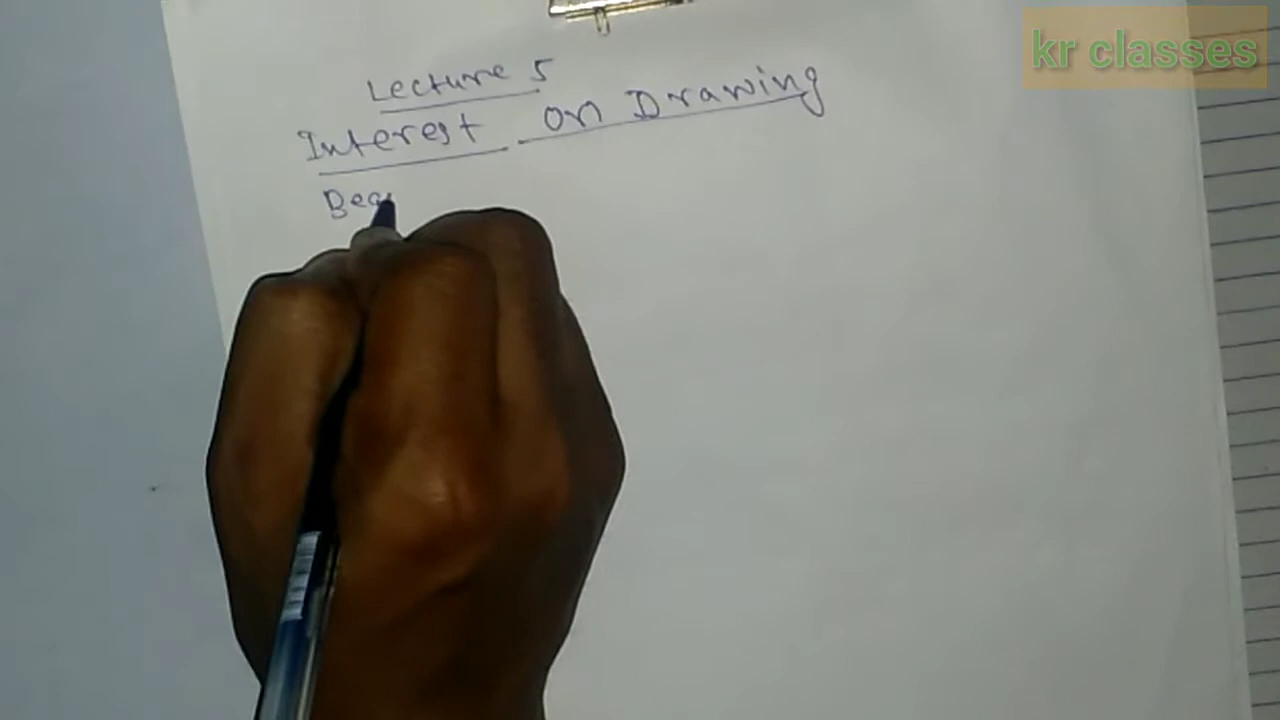 kr classes
Lecture 5
Interest on Drawing